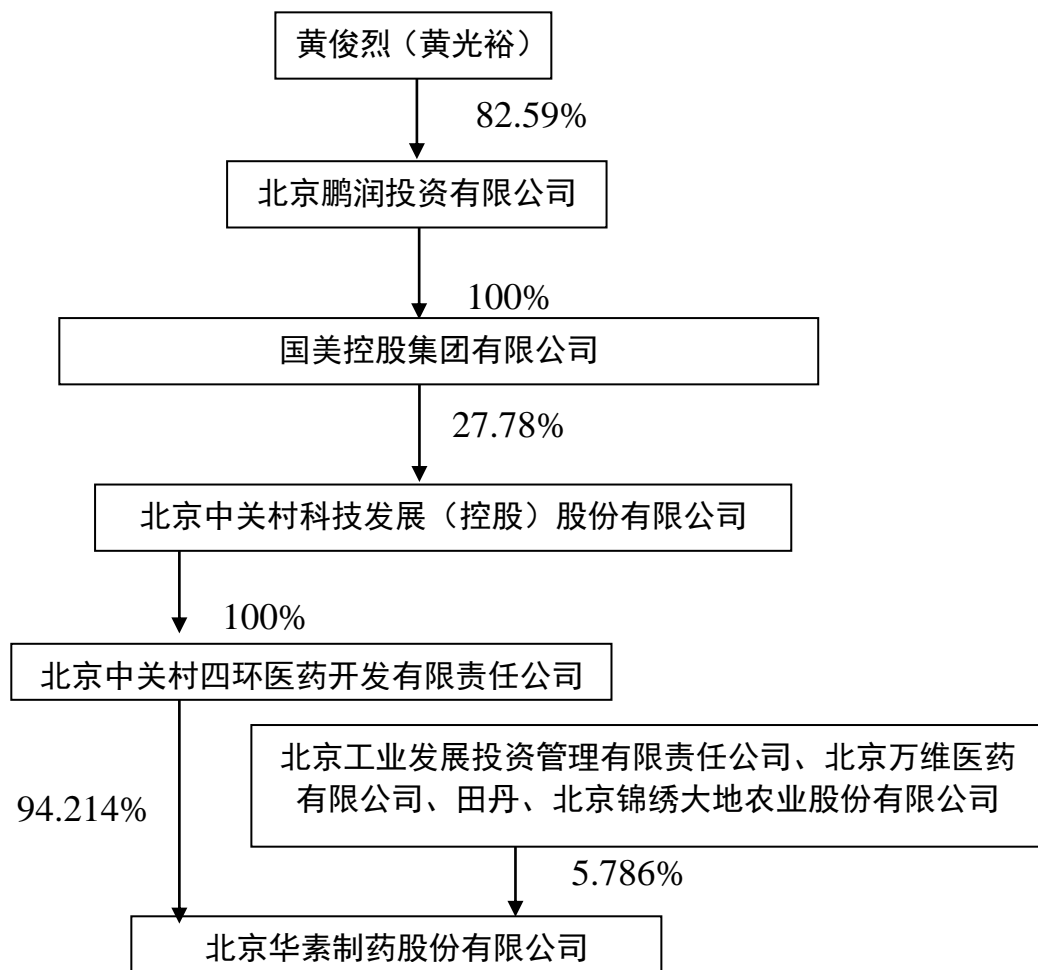 黄俊烈（黄光裕）
82.59%
北京鹏润投资有限公司
100%
国美控股集团有限公司
27.78%
北京中关村科技发展（控股）股份有限公司
100%
北京中关村四环医药开发有限责任公司
北京工业发展投资管理有限责任公司、北京万维医药
有限公司、田丹、北京锦绣大地农业股份有限公司
94.214%
5.786%
北京华素制药股份有限公司